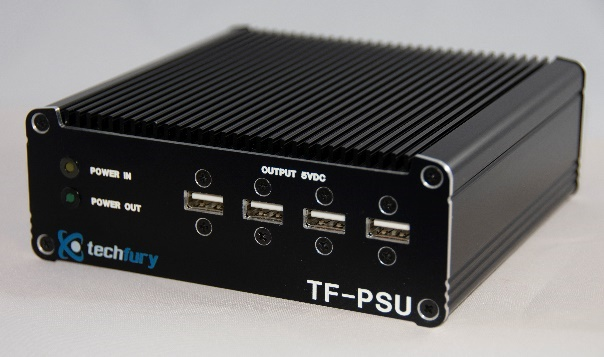 POWER IN
OUTPUT 5VDC
POWER OUT
techfury
TF-PSU